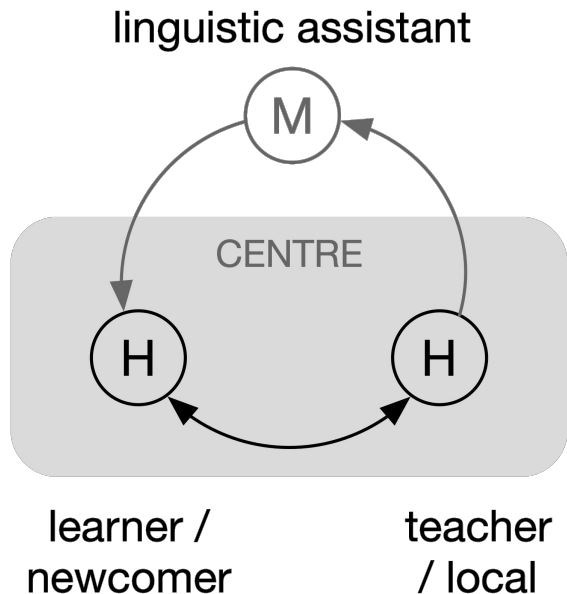 linguistic assistant
M
CENTRE
H
H
learner /
newcomer
teacher
/ local